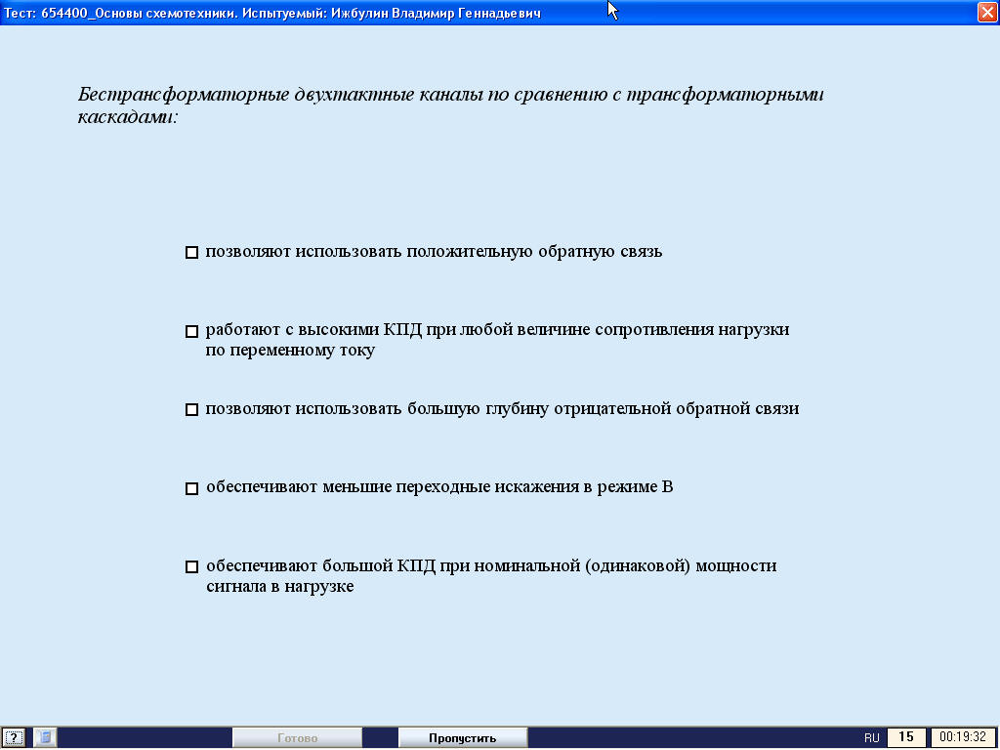 Тест: 654400_Основы схемотехники. Испытуемый: Ижбулин Владимир Геннадьевич
Бестрансформаторные двухтактные каналы по сравнению с трансформаторными
каскадами:
позволяют использовать положительную обратную связь
работают с высокими КПД при любой величине сопротивления нагрузки
по переменному току
позволяют использовать большую глубину отрицательной обратной связи
обеспечивают меньшие переходные искажения в режиме В
обеспечивают большой КПД при номинальной (одинаковой) мощности
сигнала в нагрузке
? Готово Пропустить RU 15 00:19:32